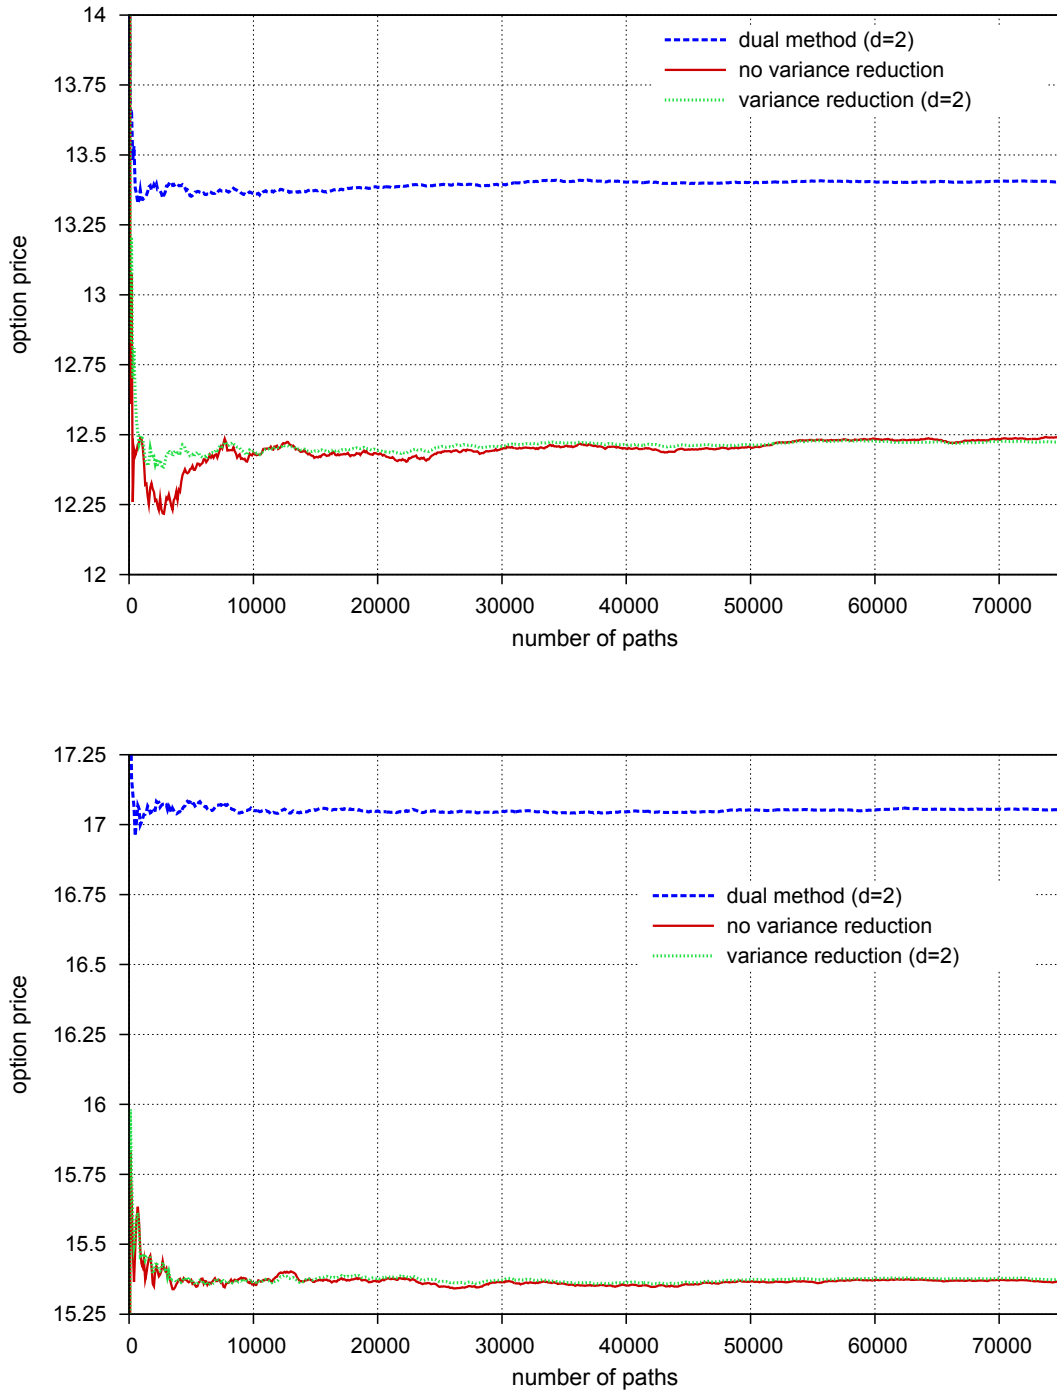 14
dual method (d=2)
no variance reduction
13.75
variance reduction (d=2)
13.5
13.25
option price
13
12.75
12.5
12.25
12
0 10000 20000 30000 40000 50000 60000 70000
number of paths
17.25
17
16.75
dual method (d=2)
no variance reduction
variance reduction (d=2)
16.5
16.25
option price
16
15.75
15.5
15.25
0 10000 20000 30000 40000 50000 60000 70000
number of paths